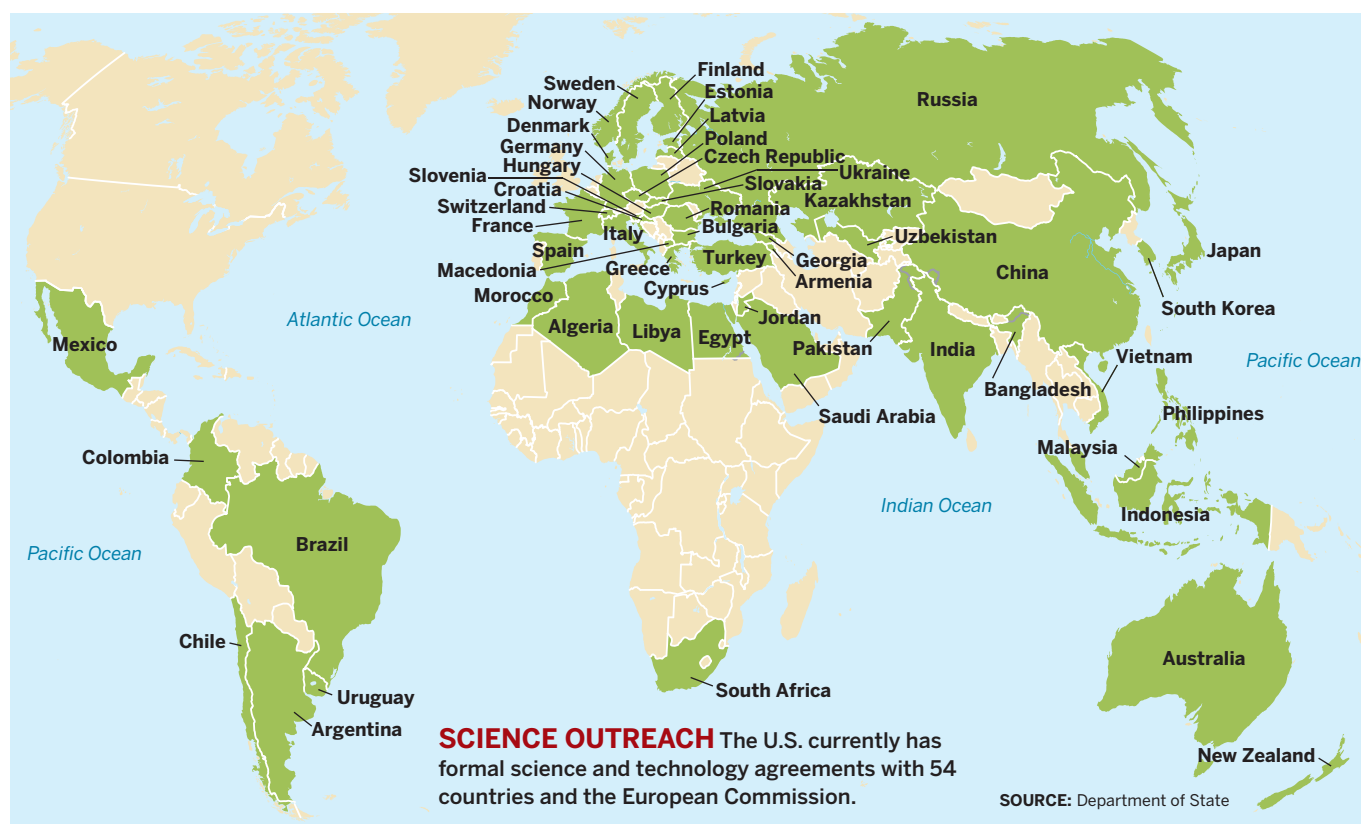 Finland
Sweden
Estonia
Norway
Russia
Latvia
Denmark
Poland
Germany
Czech Republic
Hungary
Ukraine
Slovenia
Slovakia
Croatia
Kazakhstan
Switzerland
Romania
France
Bulgaria
Italy
Uzbekistan
Spain
Japan
Turkey
Georgia
Macedonia
Greece
China
Armenia
Cyprus
Morocco
South Korea
Atlantic Ocean
Jordan
Algeria
Libya
Egypt
Mexico
Pakistan
India
Vietnam
Pacific Ocean
Bangladesh
Saudi Arabia
Philippines
Malaysia
Colombia
Indian Ocean
Indonesia
Brazil
Pacific Ocean
Chile
Australia
South Africa
Uruguay
Argentina
SCIENCE OUTREACH The U.S. currently has
formal science and technology agreements with 54
countries and the European Commission.
New Zealand
SOURCE: Department of State